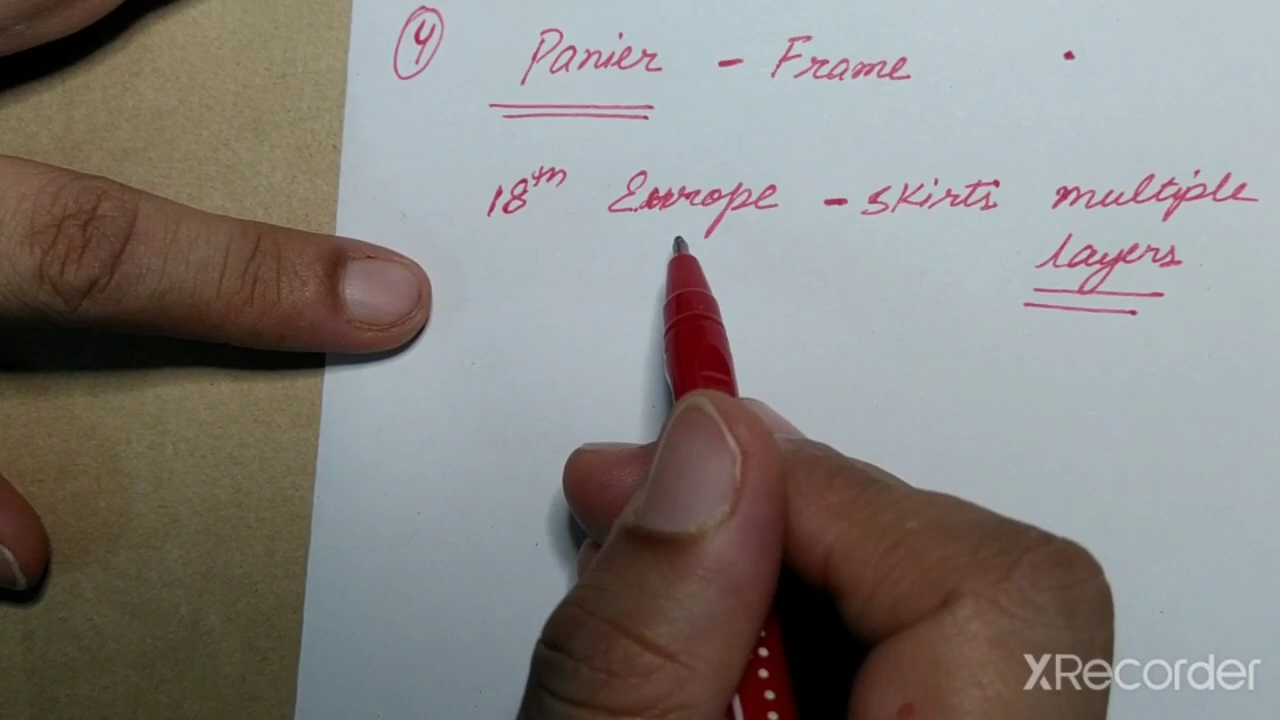 4 Panier - Frame .
18th Europe - skirts multiple
layers
XRecorder